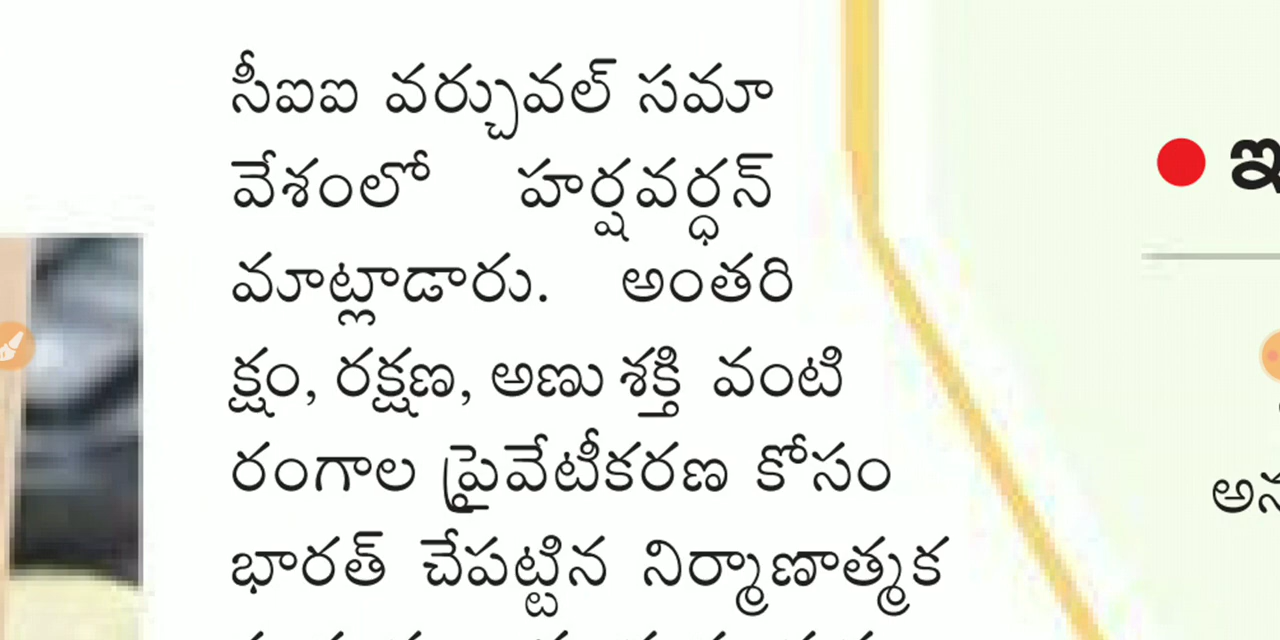 సీఐఐ వర్చువల్ సమా
వేశంలో హర్షవర్ధన్
మాట్లాడారు. అంతరి
క్షం, రక్షణ, అణు శక్తి వంటి
రంగాల ప్రైవేటీకరణ కోసం
భారత్ చేపట్టిన నిర్మాణాత్మక